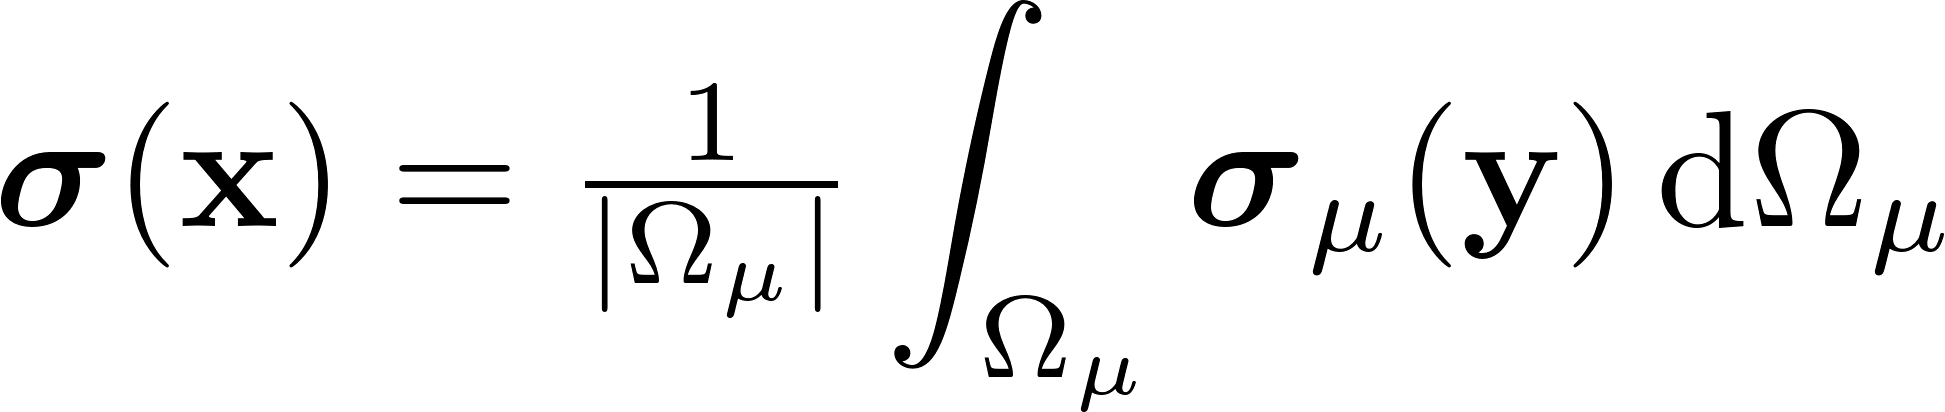 𝝈(𝐱) = 1/|Ω_μ| ∫_{Ω_μ} 𝝈_μ(𝐲) dΩ_μ